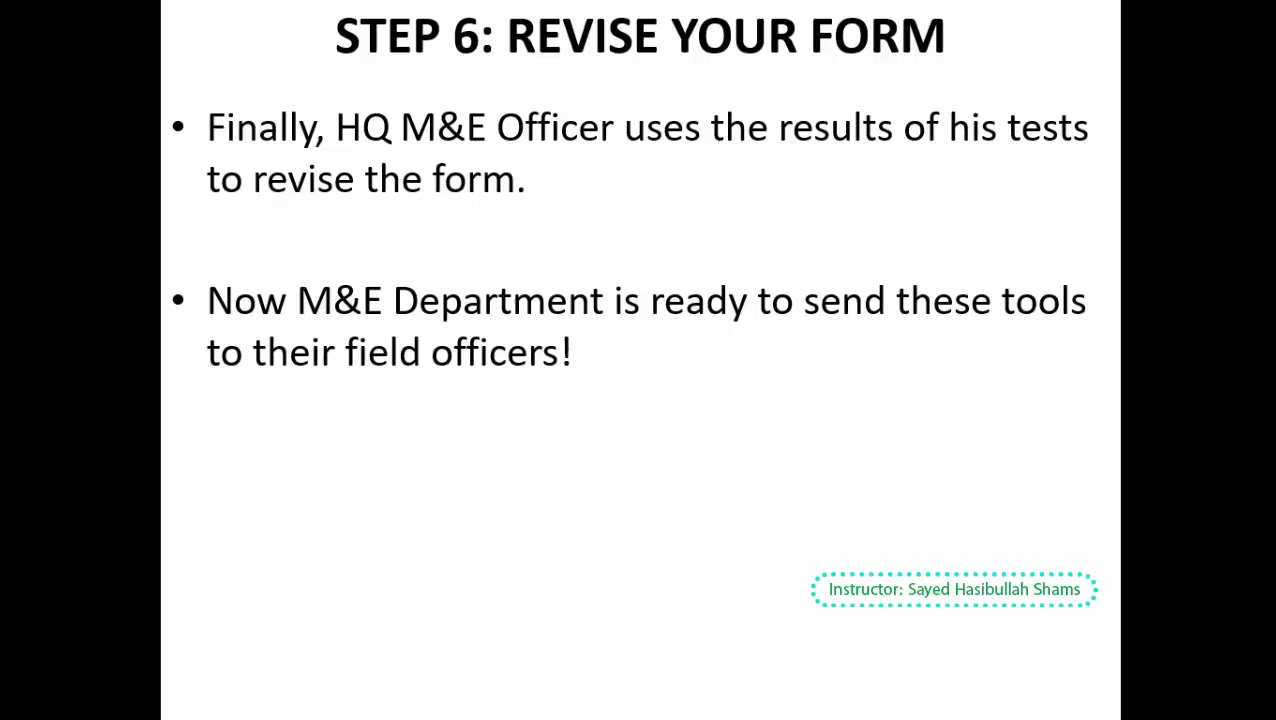 STEP 6: REVISE YOUR FORM
• Finally, HQ M&E Officer uses the results of his tests
to revise the form.
• Now M&E Department is ready to send these tools
to their field officers!
Instructor: Sayed Hasibullah Shams